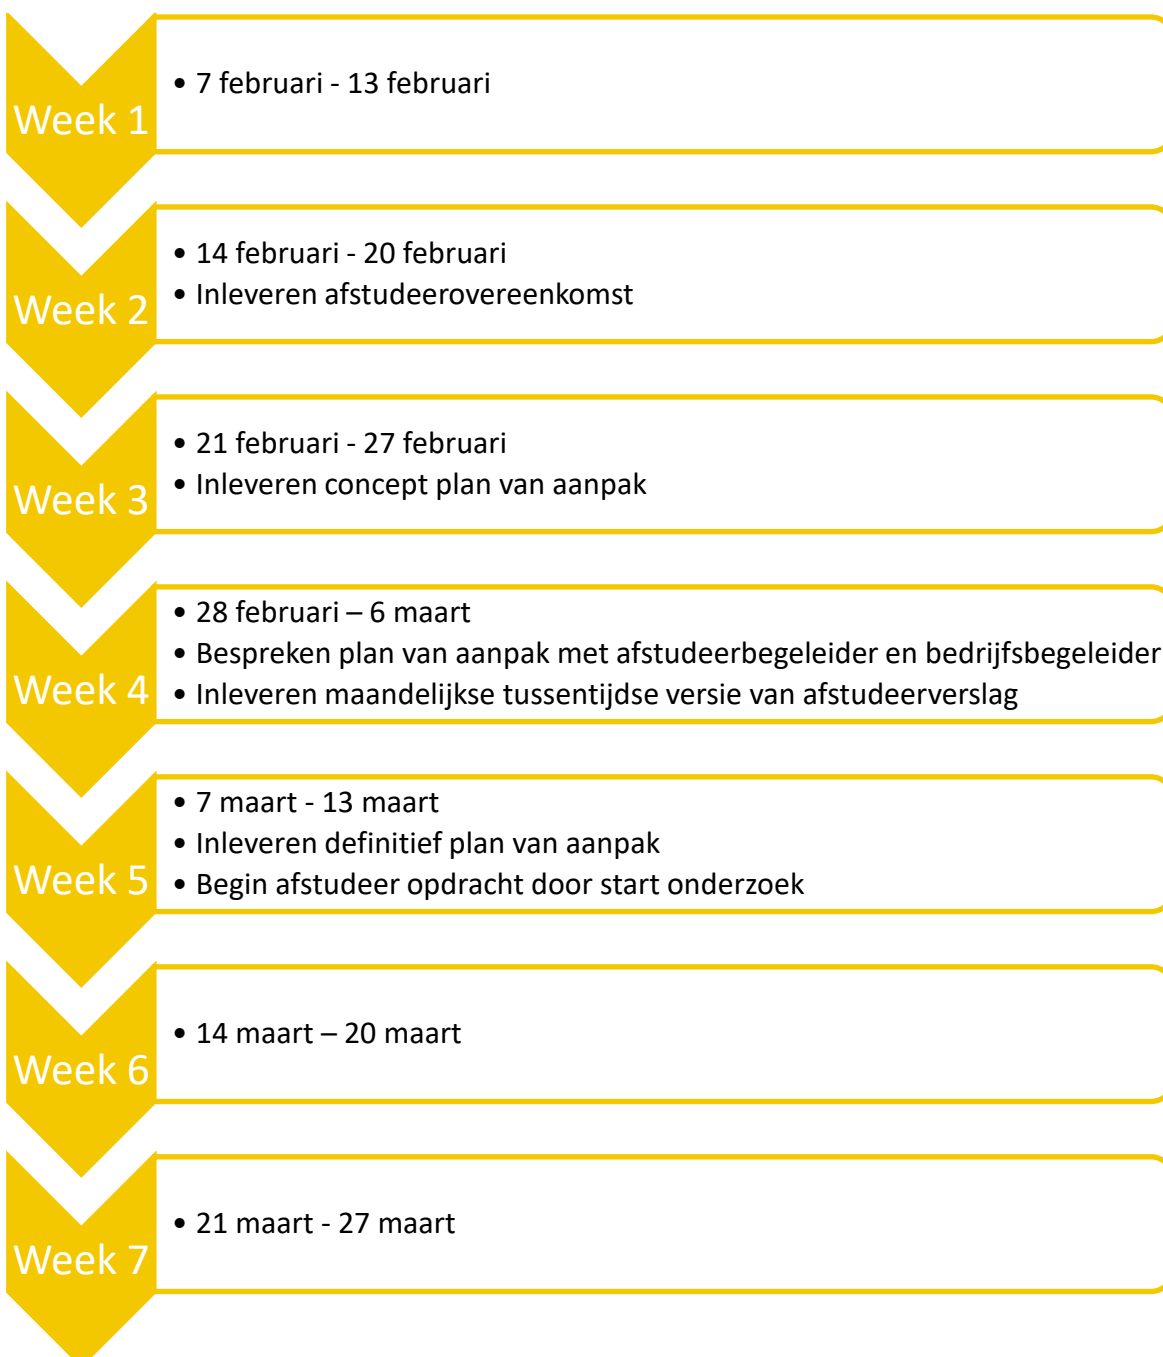 Week 1
• 7 februari - 13 februari
Week 2
• 14 februari - 20 februari
• Inleveren afstudeerovereenkomst
Week 3
• 21 februari - 27 februari
• Inleveren concept plan van aanpak
Week 4
• 28 februari – 6 maart
• Bespreken plan van aanpak met afstudeerbegeleider en bedrijfsbegeleider
• Inleveren maandelijkse tussentijdse versie van afstudeerverslag
Week 5
• 7 maart - 13 maart
• Inleveren definitief plan van aanpak
• Begin afstudeer opdracht door start onderzoek
Week 6
• 14 maart – 20 maart
Week 7
• 21 maart - 27 maart